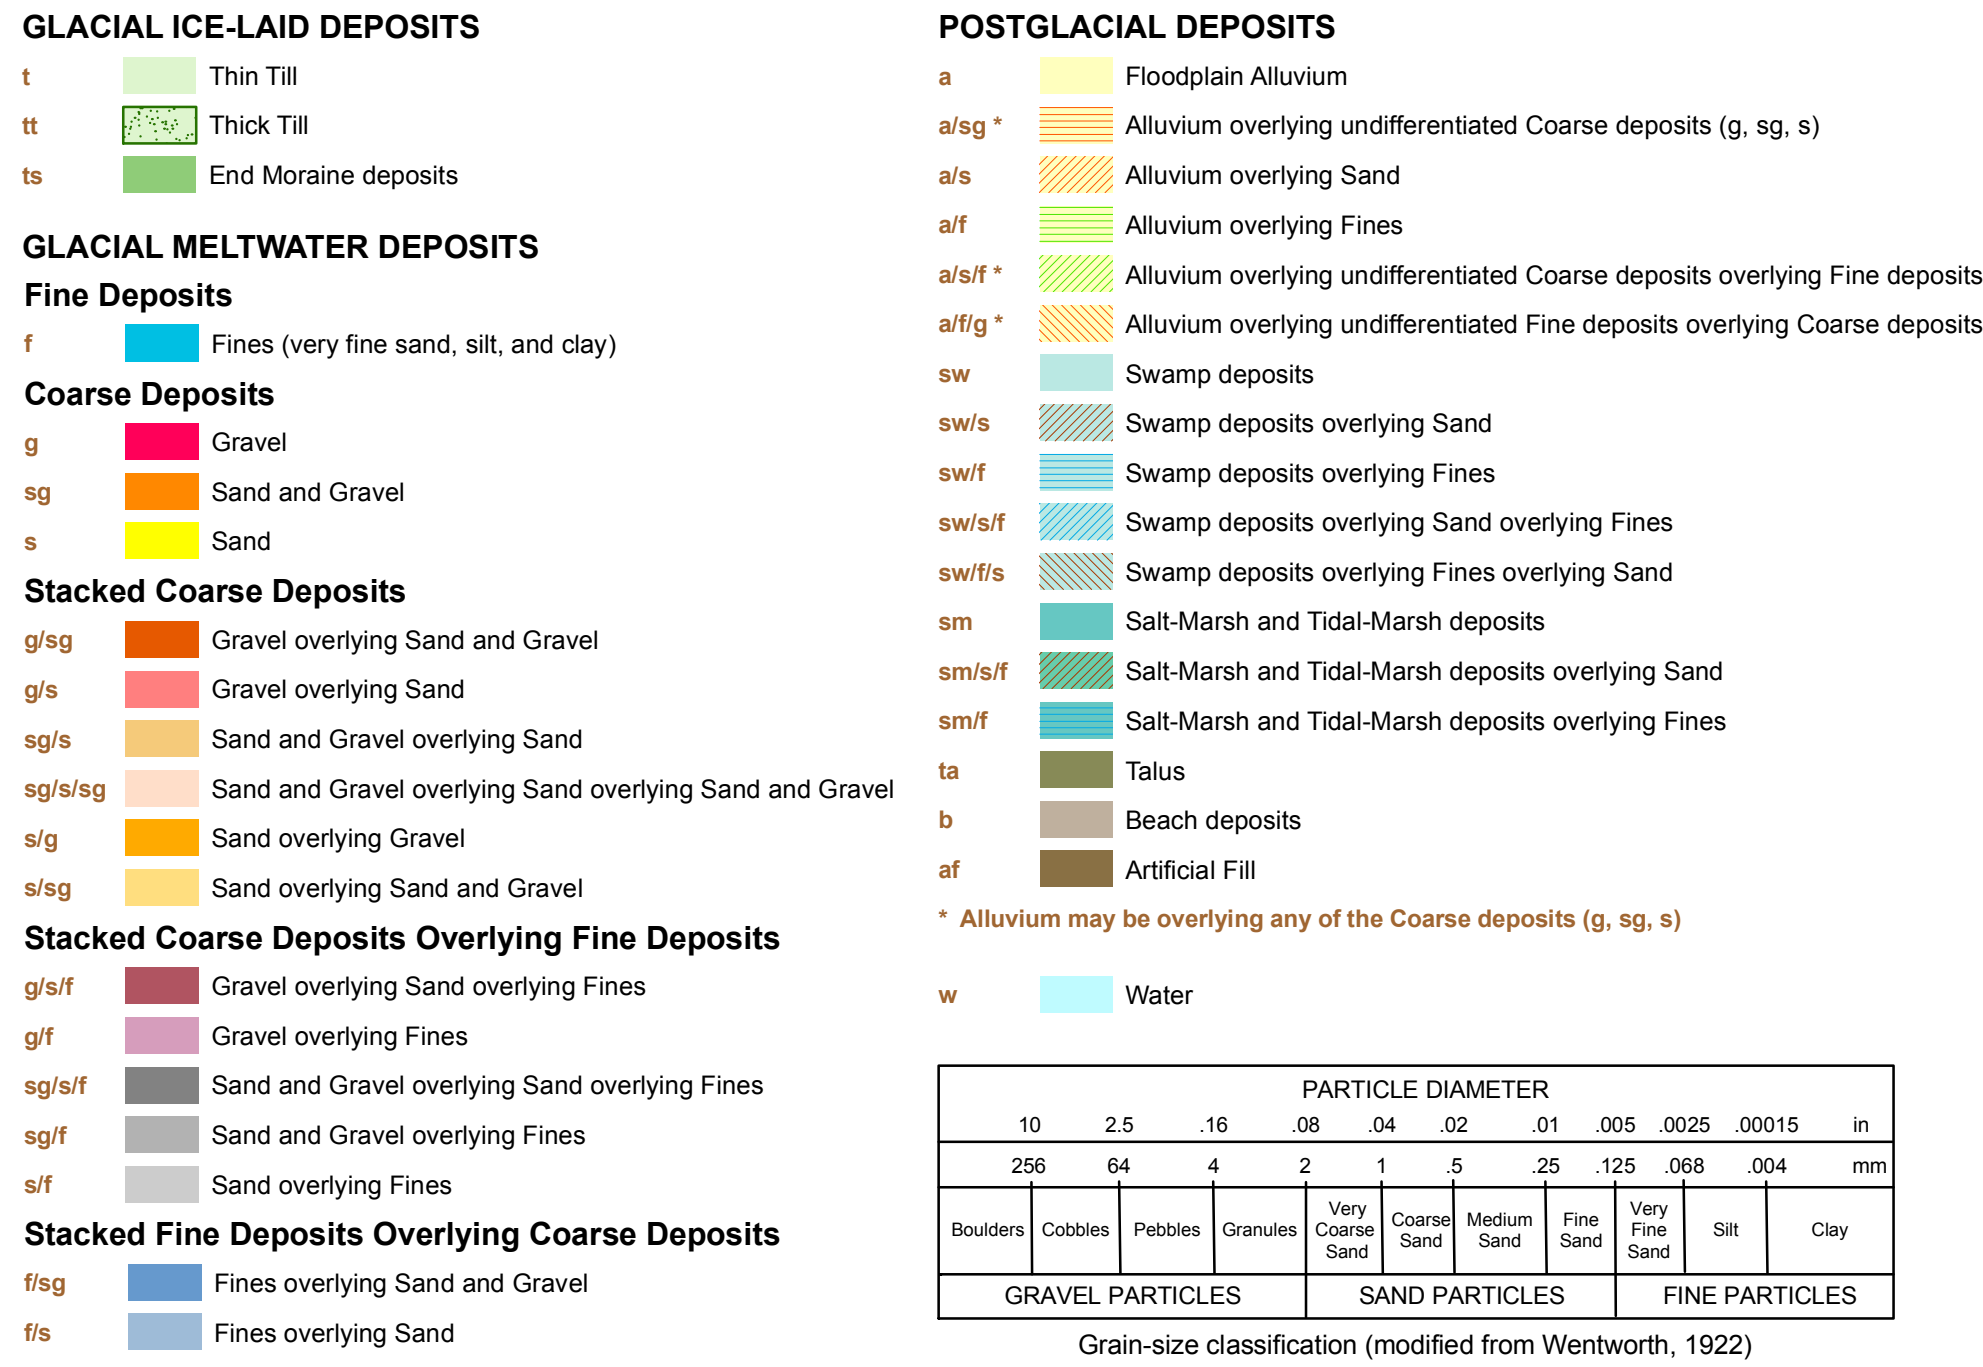 GLACIAL ICE-LAID DEPOSITS
t Thin Till
tt Thick Till
ts End Moraine deposits
GLACIAL MELTWATER DEPOSITS
Fine Deposits
f Fines (very fine sand, silt, and clay)
Coarse Deposits
g Gravel
sg Sand and Gravel
s Sand
Stacked Coarse Deposits
g/sg Gravel overlying Sand and Gravel
g/s Gravel overlying Sand
sg/s Sand and Gravel overlying Sand
sg/s/sg Sand and Gravel overlying Sand overlying Sand and Gravel
s/g Sand overlying Gravel
s/sg Sand overlying Sand and Gravel
Stacked Coarse Deposits Overlying Fine Deposits
g/s/f Gravel overlying Sand overlying Fines
g/f Gravel overlying Fines
sg/s/f Sand and Gravel overlying Sand overlying Fines
sg/f Sand and Gravel overlying Fines
s/f Sand overlying Fines
Stacked Fine Deposits Overlying Coarse Deposits
f/sg Fines overlying Sand and Gravel
f/s Fines overlying Sand
POSTGLACIAL DEPOSITS
a Floodplain Alluvium
a/sg * Alluvium overlying undifferentiated Coarse deposits (g, sg, s)
a/s Alluvium overlying Sand
a/f Alluvium overlying Fines
a/s/f * Alluvium overlying undifferentiated Coarse deposits overlying Fine deposits
a/f/g * Alluvium overlying undifferentiated Fine deposits overlying Coarse deposits
sw Swamp deposits
sw/s Swamp deposits overlying Sand
sw/f Swamp deposits overlying Fines
sw/s/f Swamp deposits overlying Sand overlying Fines
sw/f/s Swamp deposits overlying Fines overlying Sand
sm Salt-Marsh and Tidal-Marsh deposits
sm/s/f Salt-Marsh and Tidal-Marsh deposits overlying Sand
sm/f Salt-Marsh and Tidal-Marsh deposits overlying Fines
ta Talus
b Beach deposits
af Artificial Fill
* Alluvium may be overlying any of the Coarse deposits (g, sg, s)
w Water
PARTICLE DIAMETER
10 2.5 .16 .08 .04 .02 .01 .005 .0025 .00015 in
256 64 4 2 1 .5 .25 .125 .068 .004 mm
Boulders Cobbles Pebbles Granules Very Coarse Sand Coarse Sand Medium Sand Fine Sand Very Fine Sand Silt Clay
GRAVEL PARTICLES SAND PARTICLES FINE PARTICLES
Grain-size classification (modified from Wentworth, 1922)